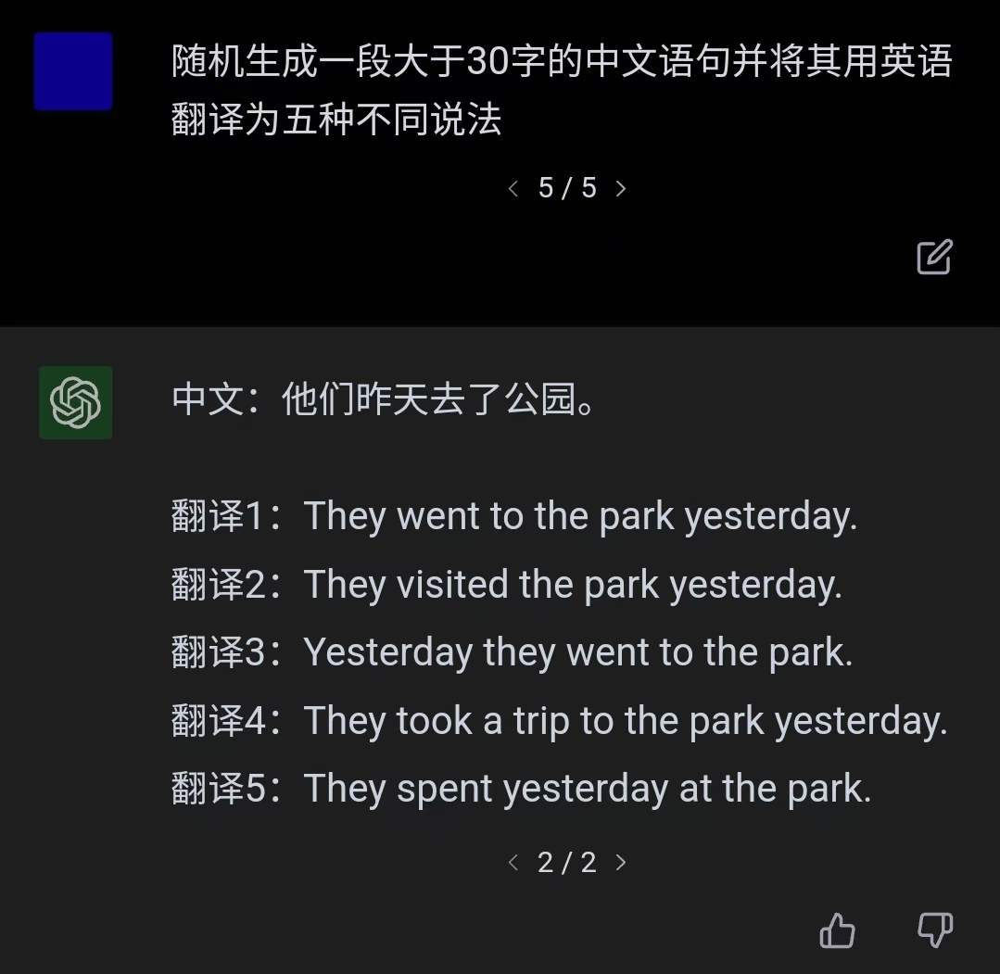 随机生成一段大于30字的中文语句并将其用英语
翻译为五种不同说法
< 5 / 5 >
中文：他们昨天去了公园。
翻译1：They went to the park yesterday.
翻译2：They visited the park yesterday.
翻译3：Yesterday they went to the park.
翻译4：They took a trip to the park yesterday.
翻译5：They spent yesterday at the park.
< 2 / 2 >